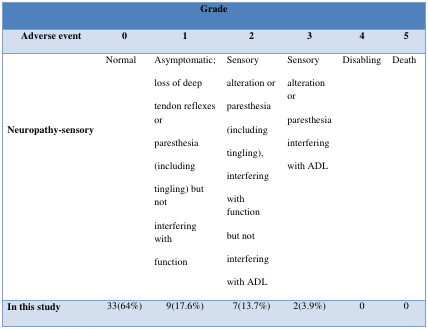 Grade
Adverse event 0 1 2 3 4 5
Neuropathy-sensory
Normal
Asymptomatic;
loss of deep
tendon reflexes
or
paresthesia
(including
tingling) but
not
interfering
with
function
Sensory
alteration or
paresthesia
(including
tingling),
interfering
with
function
but not
interfering
with ADL
Sensory
alteration
or
paresthesia
interfering
with ADL
Disabling
Death
In this study 33(64%) 9(17.6%) 7(13.7%) 2(3.9%) 0 0